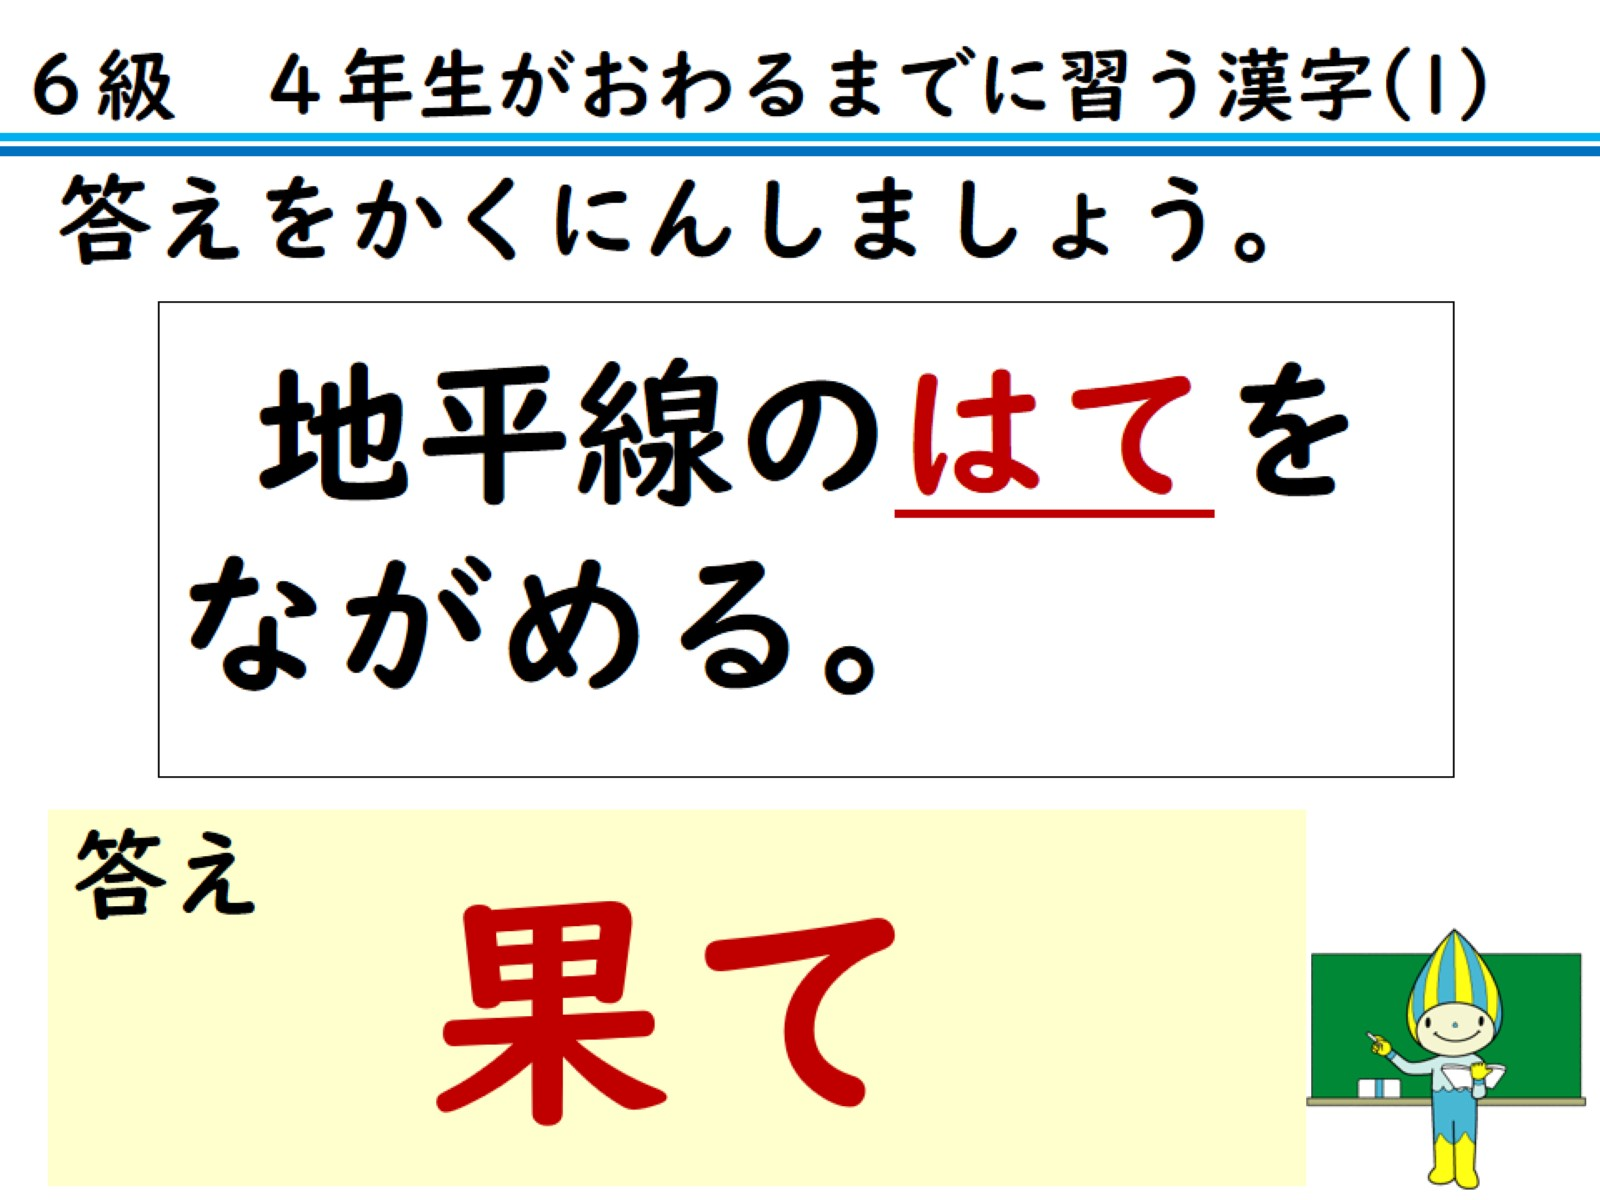 ６級　４年生がおわるまでに習う漢字(1)
答えをかくにんしましょう。
地平線のはてを
ながめる。
答え
果て